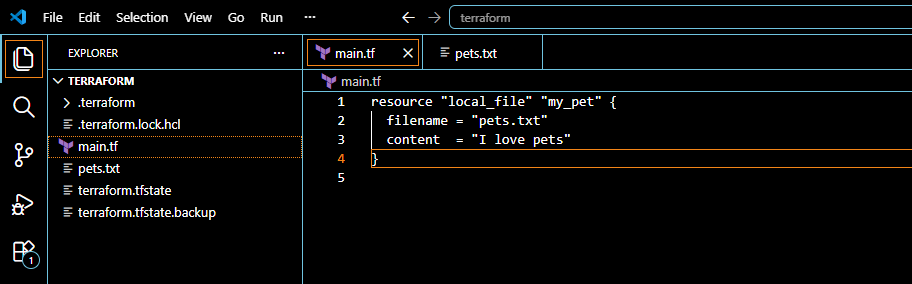 File Edit Selection View Go Run ··· ← → terraform
EXPLORER ···
main.tf × pets.txt
TERRAFORM
.terraform
.terraform.lock.hcl
main.tf
pets.txt
terraform.tfstate
terraform.tfstate.backup
1
main.tf
1 resource "local_file" "my_pet" {
2 filename = "pets.txt"
3 content = "I love pets"
4 }
5